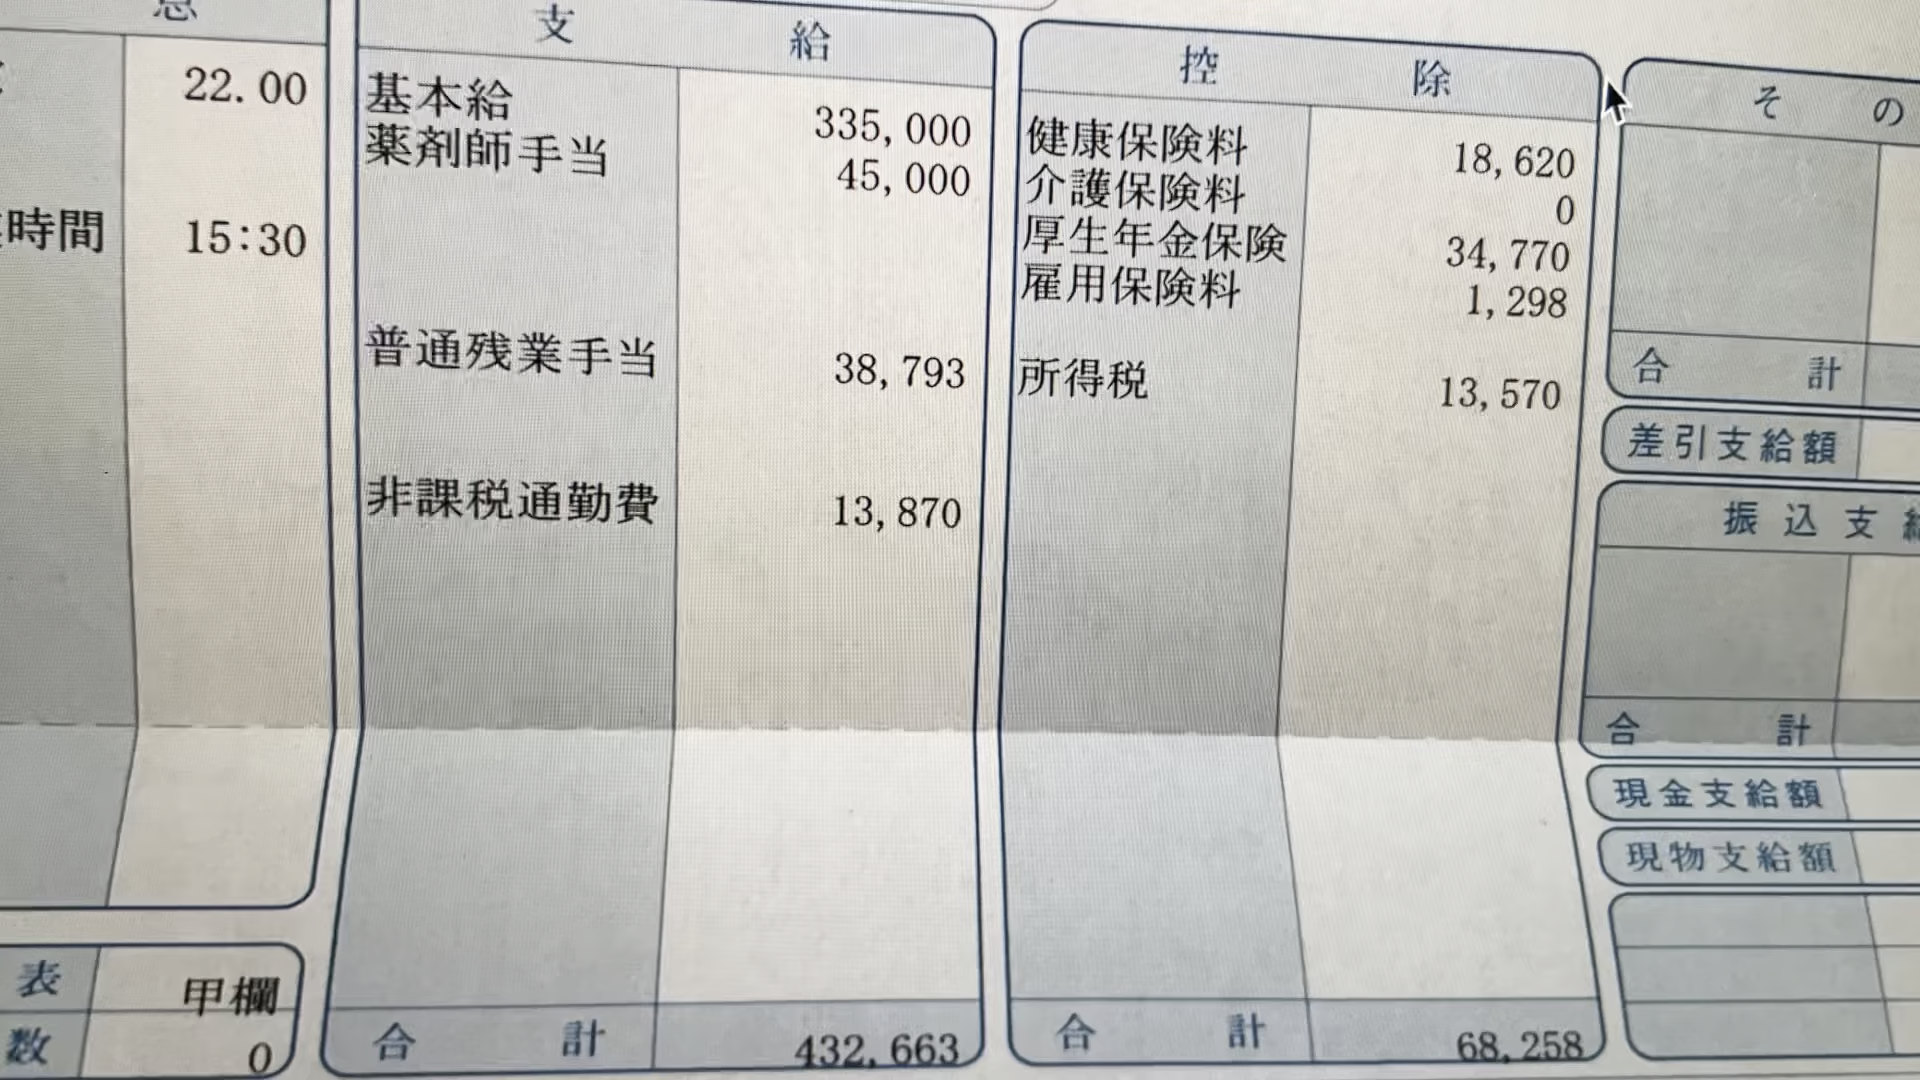 22.00
時間 15:30
表 甲欄
数 0
支給
基本給 335,000
薬剤師手当 45,000
普通残業手当 38,793
非課税通勤費 13,870
合計 432,663
控除
健康保険料 18,620
介護保険料 0
厚生年金保険 34,770
雇用保険料 1,298
所得税 13,570
合計 68,258
その
合計
差引支給額
振込支給
合計
現金支給額
現物支給額